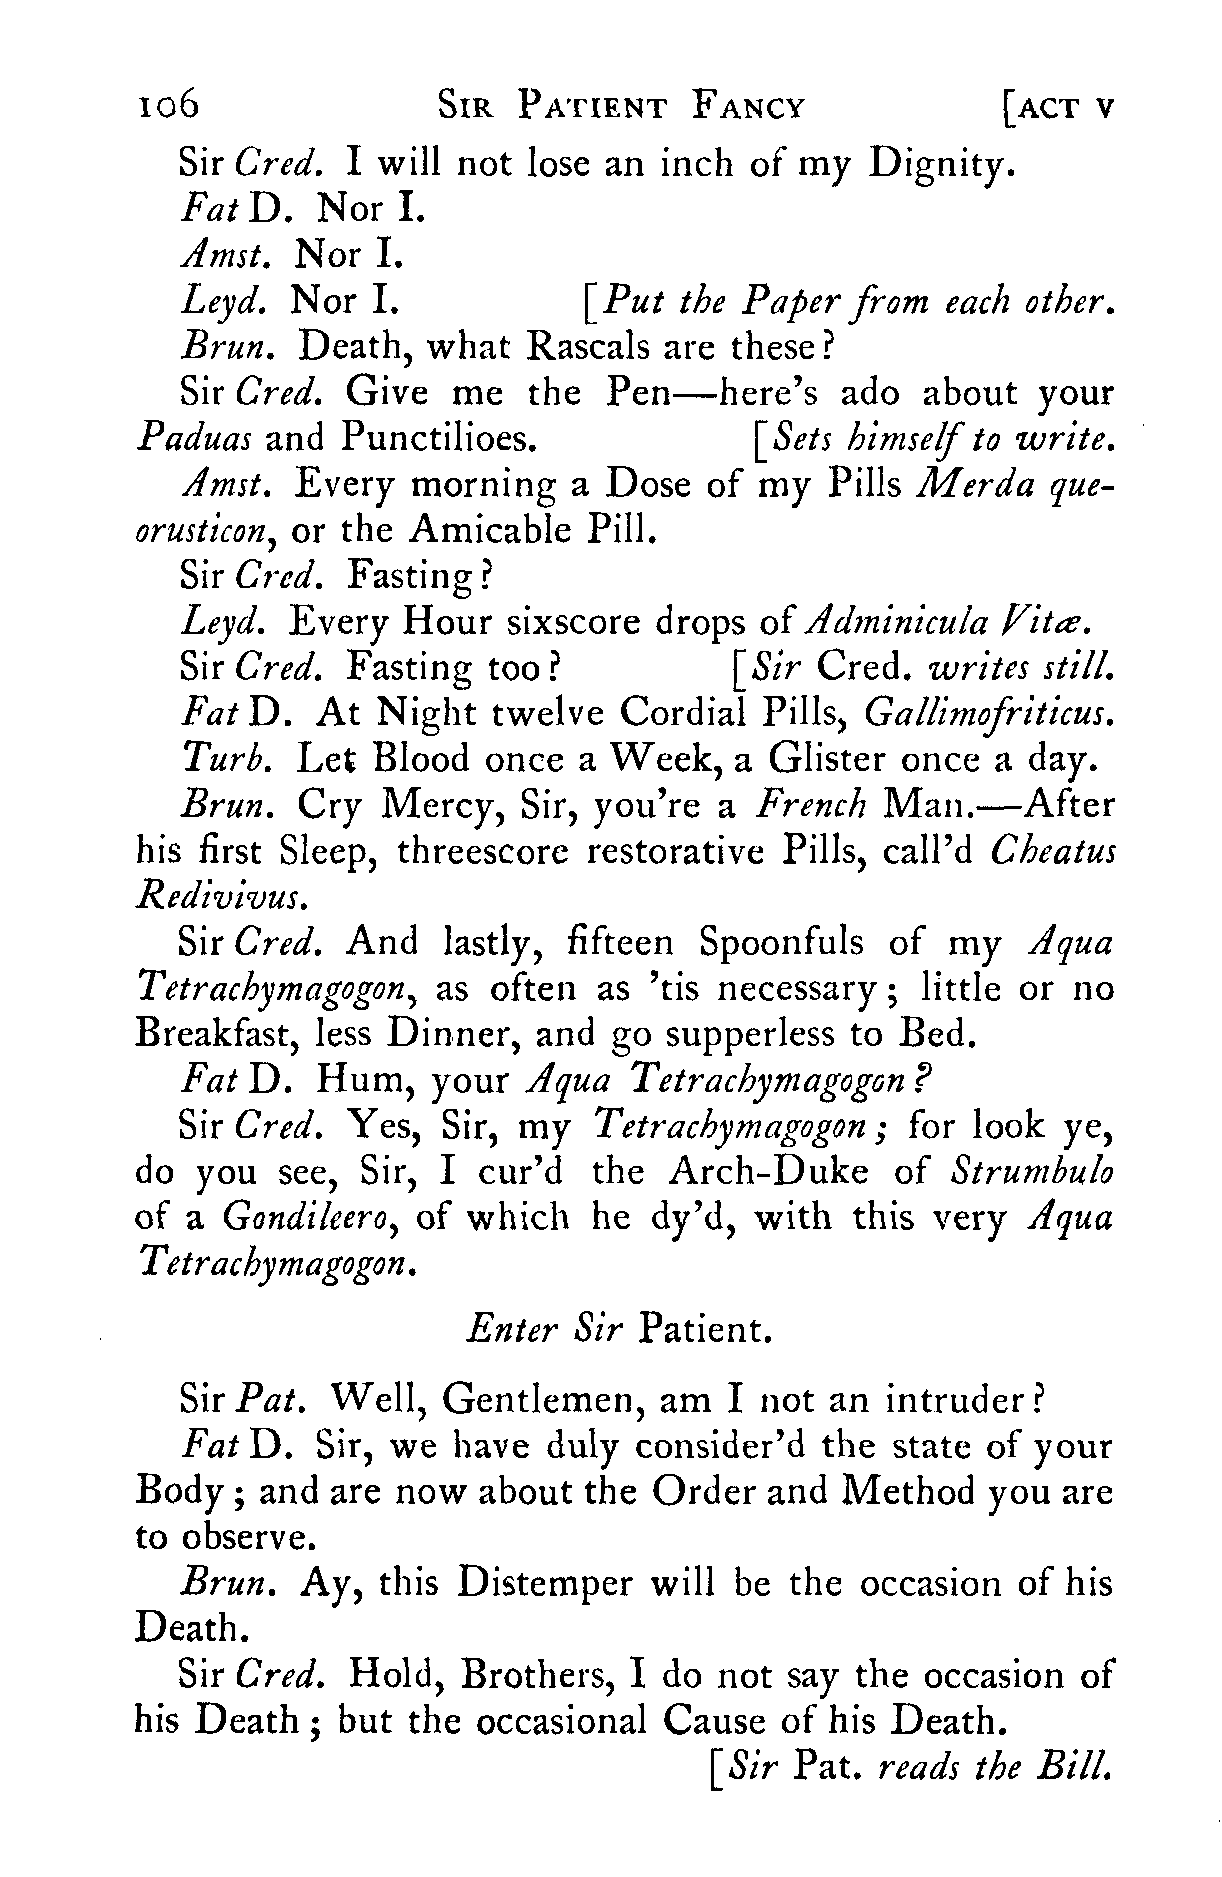 106 Sir Patient Fancy [act v
Sir Cred. I will not lose an inch of my Dignity.
Fat D. Nor I.
Amst. Nor I.
Leyd. Nor I. [Put the Paper from each other.
Brun. Death, what Rascals are these?
Sir Cred. Give me the Pen—here's ado about your
Paduas and Punctilioes. [Sets himself to write.
Amst. Every morning a Dose of my Pills Merda que-
orusticon, or the Amicable Pill.
Sir Cred. Fasting?
Leyd. Every Hour sixscore drops of Adminicula Vitæ.
Sir Cred. Fasting too? [Sir Cred. writes still.
Fat D. At Night twelve Cordial Pills, Gallimofriticus.
Turb. Let Blood once a Week, a Glister once a day.
Brun. Cry Mercy, Sir, you're a French Man.—After
his first Sleep, threescore restorative Pills, call'd Cheatus
Redivivus.
Sir Cred. And lastly, fifteen Spoonfuls of my Aqua
Tetrachymagogon, as often as 'tis necessary; little or no
Breakfast, less Dinner, and go supperless to Bed.
Fat D. Hum, your Aqua Tetrachymagogon?
Sir Cred. Yes, Sir, my Tetrachymagogon; for look ye,
do you see, Sir, I cur'd the Arch-Duke of Strumbulo
of a Gondileero, of which he dy'd, with this very Aqua
Tetrachymagogon.
Enter Sir Patient.
Sir Pat. Well, Gentlemen, am I not an intruder?
Fat D. Sir, we have duly consider'd the state of your
Body; and are now about the Order and Method you are
to observe.
Brun. Ay, this Distemper will be the occasion of his
Death.
Sir Cred. Hold, Brothers, I do not say the occasion of
his Death; but the occasional Cause of his Death.
[Sir Pat. reads the Bill.